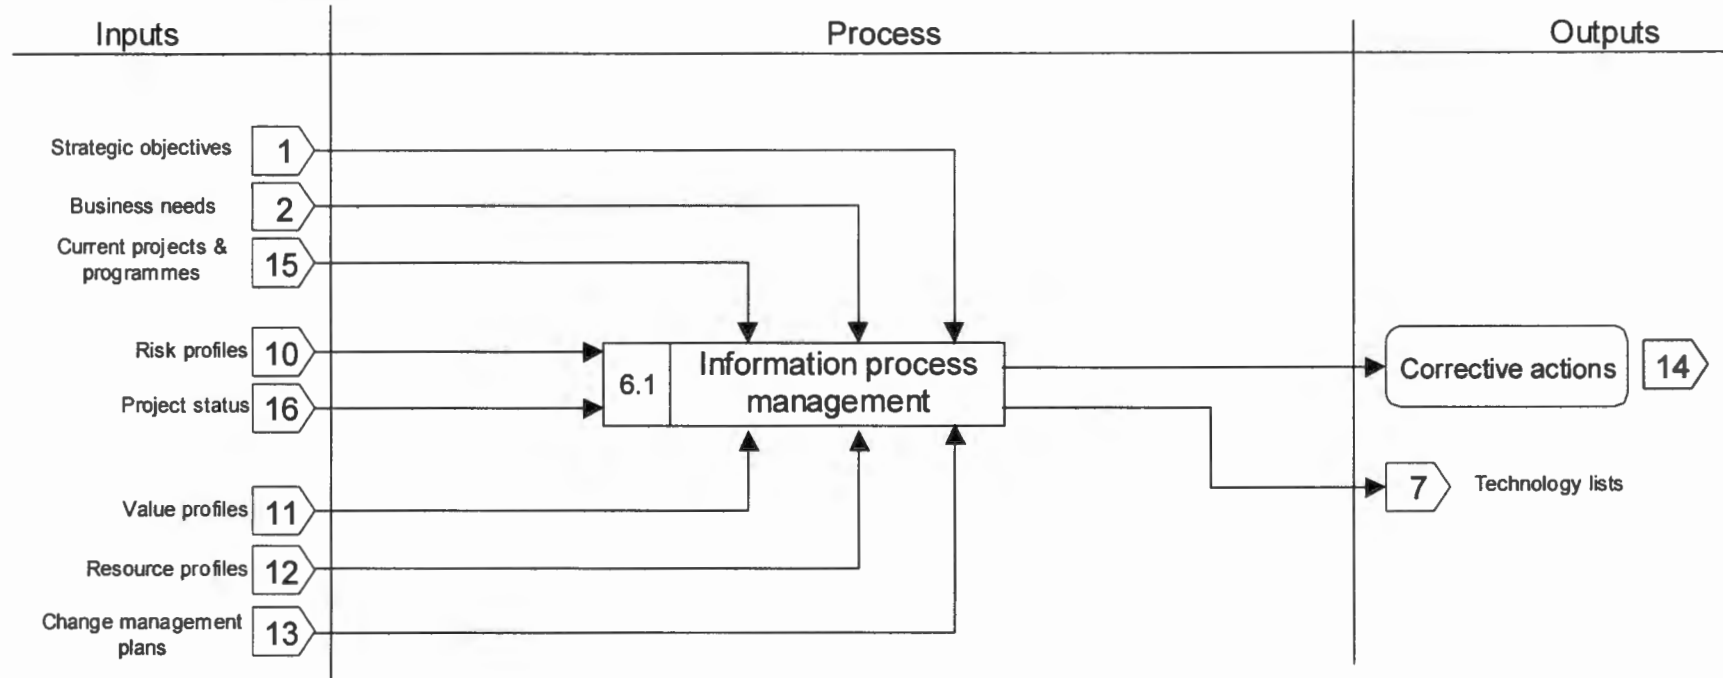 Inputs
Process
Outputs
Strategic objectives
1
Business needs
2
Current projects &
programmes
15
Risk profiles
10
Project status
16
6.1
Information process
management
Corrective actions
14
7
Technology lists
Value profiles
11
Resource profiles
12
Change management
plans
13